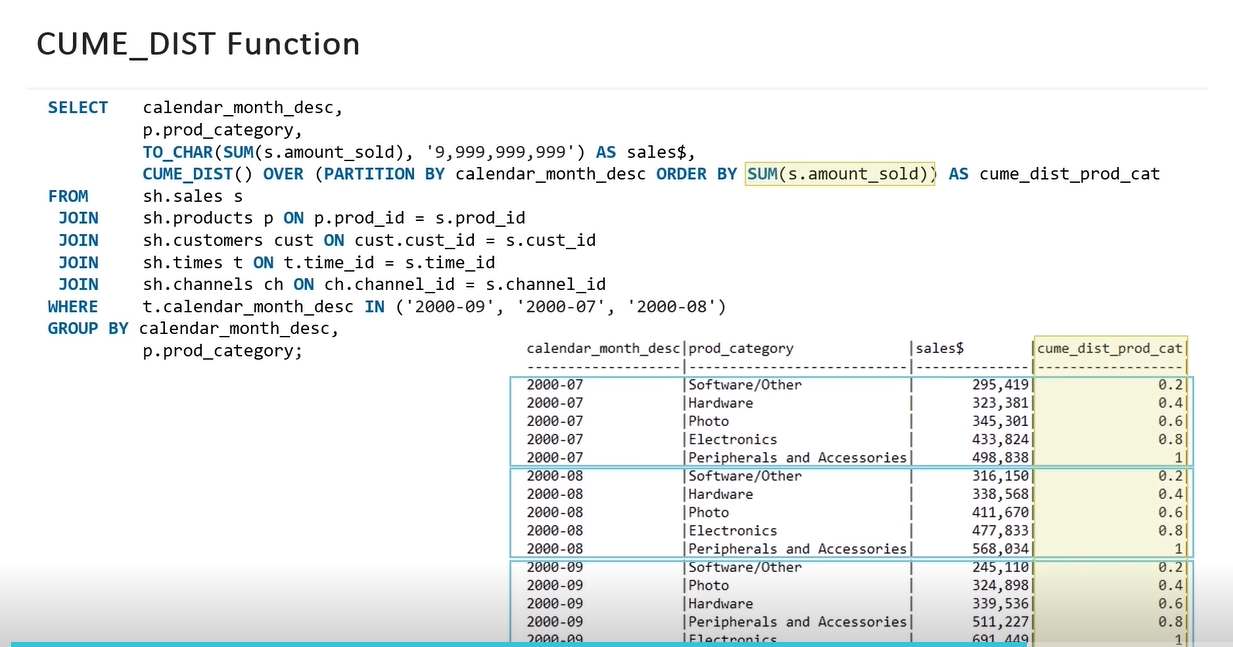 CUME_DIST Function
SELECT calendar_month_desc,
p.prod_category,
TO_CHAR(SUM(s.amount_sold), '9,999,999,999') AS sales$,
CUME_DIST() OVER (PARTITION BY calendar_month_desc ORDER BY SUM(s.amount_sold)) AS cume_dist_prod_cat
FROM sh.sales s
JOIN sh.products p ON p.prod_id = s.prod_id
JOIN sh.customers cust ON cust.cust_id = s.cust_id
JOIN sh.times t ON t.time_id = s.time_id
JOIN sh.channels ch ON ch.channel_id = s.channel_id
WHERE t.calendar_month_desc IN ('2000-09', '2000-07', '2000-08')
GROUP BY calendar_month_desc,
p.prod_category;
calendar_month_desc|prod_category |sales$ |cume_dist_prod_cat|
-------------------|---------------------------|--------------|------------------|
2000-07 |Software/Other | 295,419| 0.2|
2000-07 |Hardware | 323,381| 0.4|
2000-07 |Photo | 345,301| 0.6|
2000-07 |Electronics | 433,824| 0.8|
2000-07 |Peripherals and Accessories| 498,838| 1|
2000-08 |Software/Other | 316,150| 0.2|
2000-08 |Hardware | 338,568| 0.4|
2000-08 |Photo | 411,670| 0.6|
2000-08 |Electronics | 477,833| 0.8|
2000-08 |Peripherals and Accessories| 568,034| 1|
2000-09 |Software/Other | 245,110| 0.2|
2000-09 |Photo | 324,898| 0.4|
2000-09 |Hardware | 339,536| 0.6|
2000-09 |Peripherals and Accessories| 511,227| 0.8|
2000-09 |Electronics | 691,449| 1|